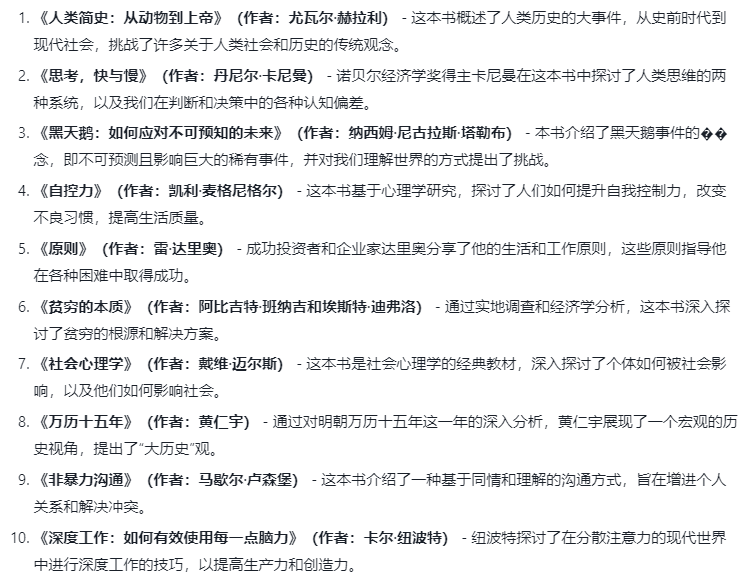 1. 《人类简史：从动物到上帝》（作者：尤瓦尔·赫拉利） - 这本书概述了人类历史的大事件，从史前时代到
现代社会，挑战了许多关于人类社会和历史的传统观念。
2. 《思考，快与慢》（作者：丹尼尔·卡尼曼） - 诺贝尔经济学奖得主卡尼曼在这本书中探讨了人类思维的两
种系统，以及我们在判断和决策中的各种认知偏差。
3. 《黑天鹅：如何应对不可预知的未来》（作者：纳西姆·尼古拉斯·塔勒布） - 本书介绍了黑天鹅事件的��
念，即不可预测且影响巨大的稀有事件，并对我们理解世界的方式提出了挑战。
4. 《自控力》（作者：凯利·麦格尼格尔） - 这本书基于心理学研究，探讨了人们如何提升自我控制力，改变
不良习惯，提高生活质量。
5. 《原则》（作者：雷·达里奥） - 成功投资者和企业家达里奥分享了他的生活和工作原则，这些原则指导他
在各种困难中取得成功。
6. 《贫穷的本质》（作者：阿比吉特·班纳吉和埃斯特·迪弗洛） - 通过实地调查和经济学分析，这本书深入探
讨了贫穷的根源和解决方案。
7. 《社会心理学》（作者：戴维·迈尔斯） - 这本书是社会心理学的经典教材，深入探讨了个体如何被社会影
响，以及他们如何影响社会。
8. 《万历十五年》（作者：黄仁宇） - 通过对明朝万历十五年这一年的深入分析，黄仁宇展现了一个宏观的历
史视角，提出了“大历史”观。
9. 《非暴力沟通》（作者：马歇尔·卢森堡） - 这本书介绍了一种基于同情和理解的沟通方式，旨在增进个人
关系和解决冲突。
10. 《深度工作：如何有效使用每一点脑力》（作者：卡尔·纽波特） - 纽波特探讨了在分散注意力的现代世界
中进行深度工作的技巧，以提高生产力和创造力。